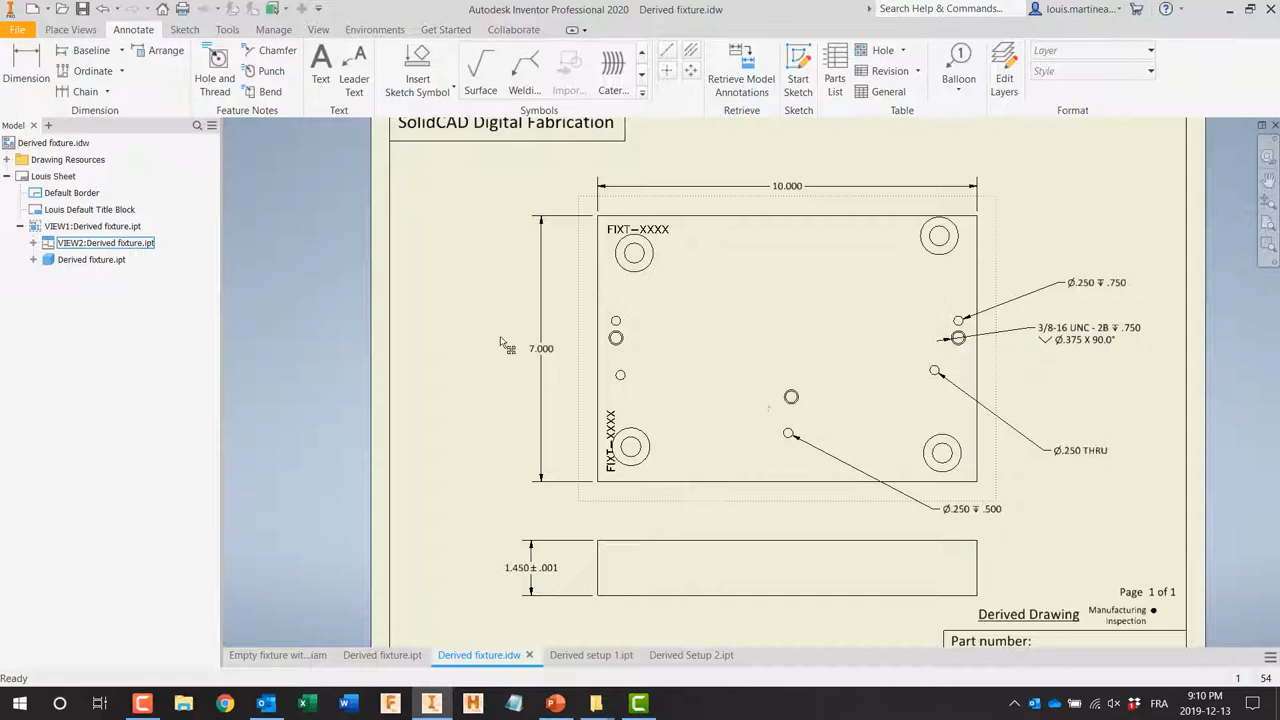 Autodesk Inventor Professional 2020 Derived fixture.idw
Search Help & Commands...
louis.martinea...
File Place Views Annotate Sketch Tools Manage View Environments Get Started Collaborate
Dimension
Baseline
Ordinate
Chain
Arrange
Dimension
Hole and
Thread
Chamfer
Punch
Bend
Feature Notes
Text
Leader
Text
Text
Insert
Sketch Symbol
Surface
Weldi...
Impor...
Cater...
Symbols
Retrieve Model
Annotations
Retrieve
Start
Sketch
Sketch
Parts
List
Hole
Revision
General
Table
Balloon
Edit
Layers
Layer
Style
Format
Model
Derived fixture.idw
Drawing Resources
Louis Sheet
Default Border
Louis Default Title Block
VIEW1:Derived fixture.ipt
VIEW2:Derived fixture.ipt
Derived fixture.ipt
SolidCAD Digital Fabrication
10.000
FIXT-XXXX
7.000
FIXT-XXXX
Ø.250 ↧ .750
3/8-16 UNC - 2B ↧ .750
⌵ Ø.375 X 90.0°
Ø.250 THRU
Ø.250 ↧ .500
1.450± .001
Page 1 of 1
Derived Drawing
Manufacturing
Inspection
Part number:
Empty fixture wit...iam
Derived fixture.ipt
Derived fixture.idw
Derived setup 1.ipt
Derived Setup 2.ipt
Ready
1 54
FRA
9:10 PM
2019-12-13